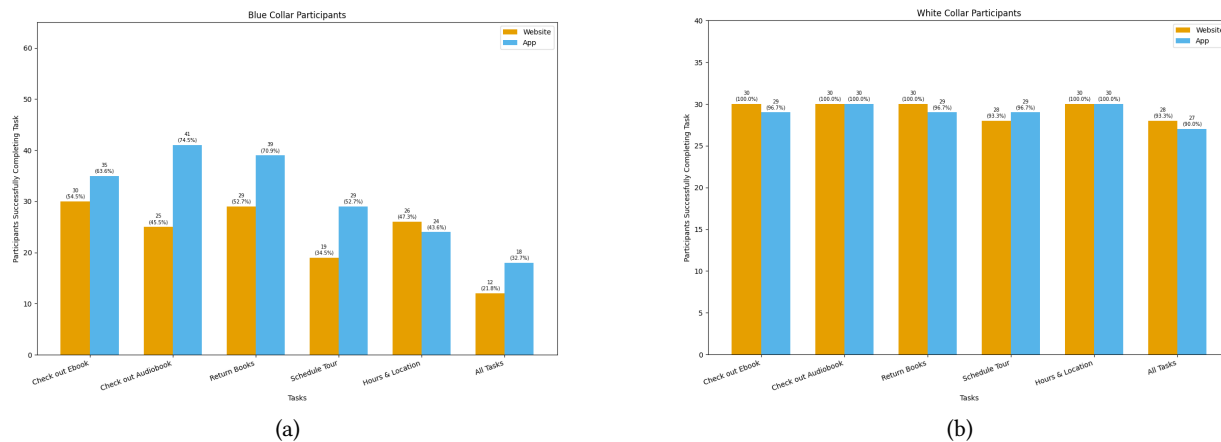 Blue Collar Participants
Website
App
60
50
40
30
20
10
0
Participants Successfully Completing Task
30
(54.5%)
35
(63.6%)
25
(45.5%)
41
(74.5%)
29
(52.7%)
39
(70.9%)
19
(34.5%)
29
(52.7%)
26
(47.3%)
24
(43.6%)
12
(21.8%)
18
(32.7%)
Check out Ebook
Check out Audiobook
Return Books
Schedule Tour
Hours & Location
All Tasks
Tasks
(a)
White Collar Participants
Website
App
40
35
30
25
20
15
10
5
0
Participants Successfully Completing Task
30
(100.0%)
29
(96.7%)
30
(100.0%)
30
(100.0%)
30
(100.0%)
29
(96.7%)
28
(93.3%)
29
(96.7%)
30
(100.0%)
30
(100.0%)
28
(93.3%)
27
(90.0%)
Check out Ebook
Check out Audiobook
Return Books
Schedule Tour
Hours & Location
All Tasks
Tasks
(b)